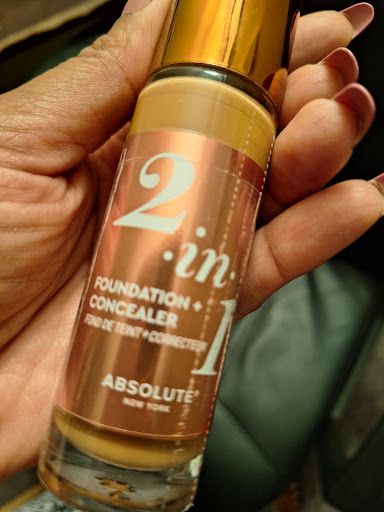 2
in
1
FOUNDATION +
CONCEALER
FOND DE TEINT + CORRECTEUR
ABSOLUTE
NEW YORK